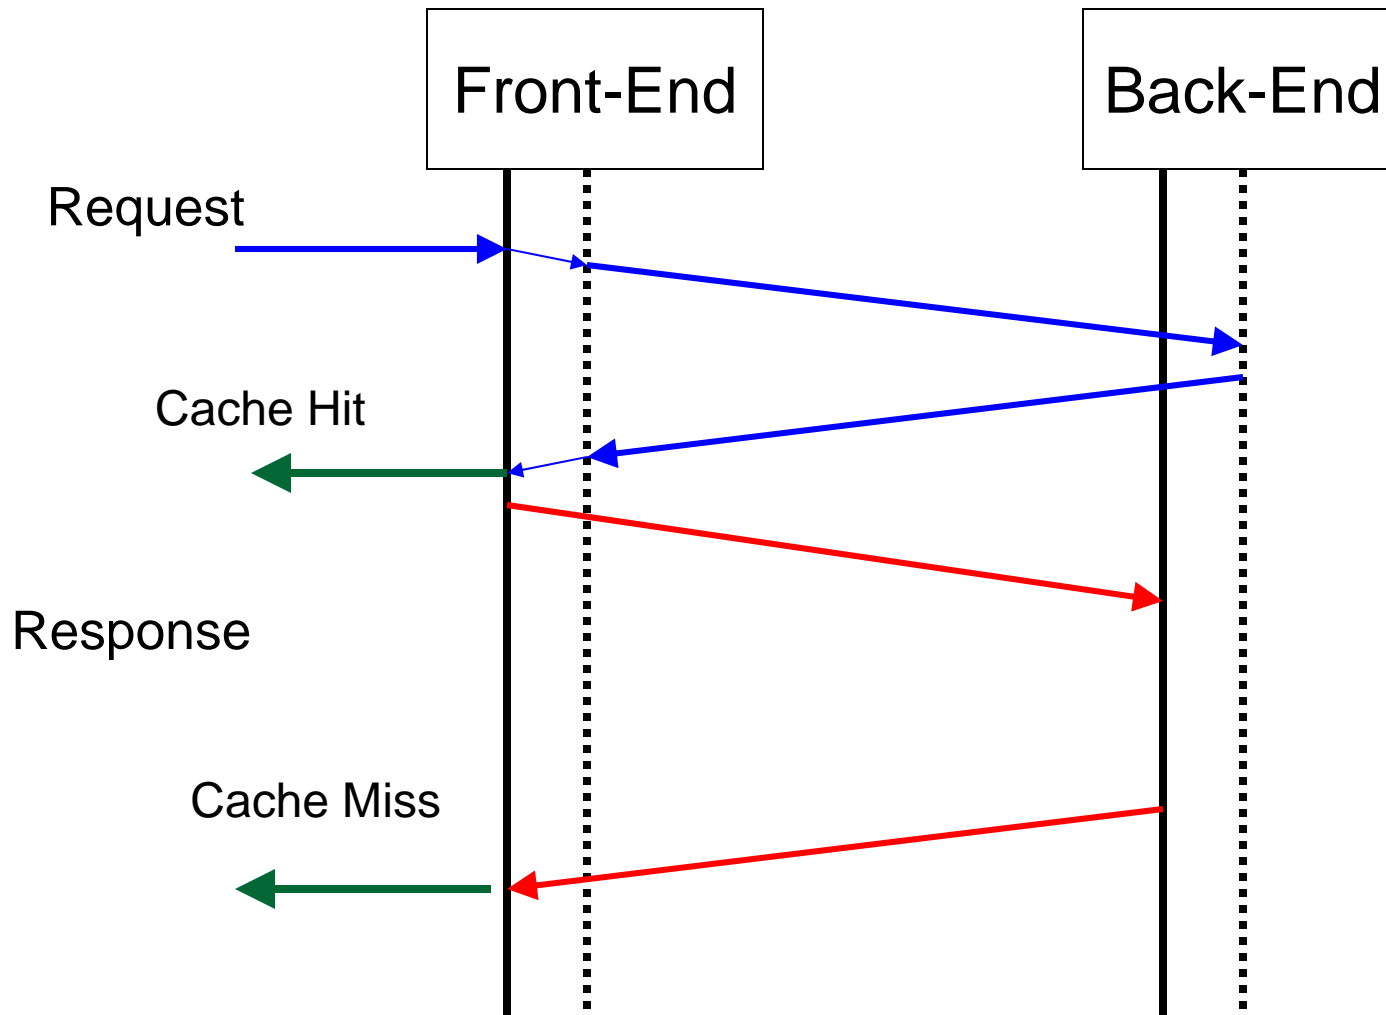 Front-End
Back-End
Request
Cache Hit
Response
Cache Miss